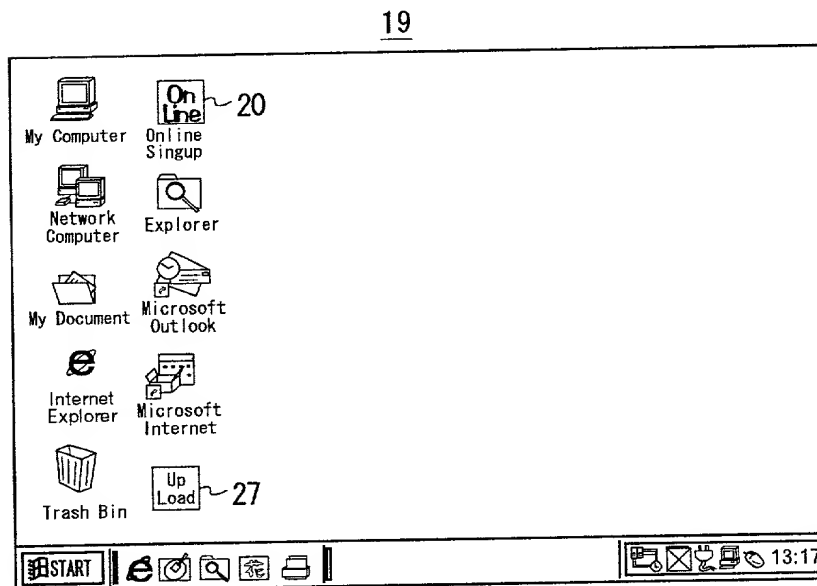 19
On
Line
20
My Computer
Online
Singup
Network
Computer
Explorer
My Document
Microsoft
Outlook
Internet
Explorer
Microsoft
Internet
Trash Bin
Up
Load
27
START
13:17